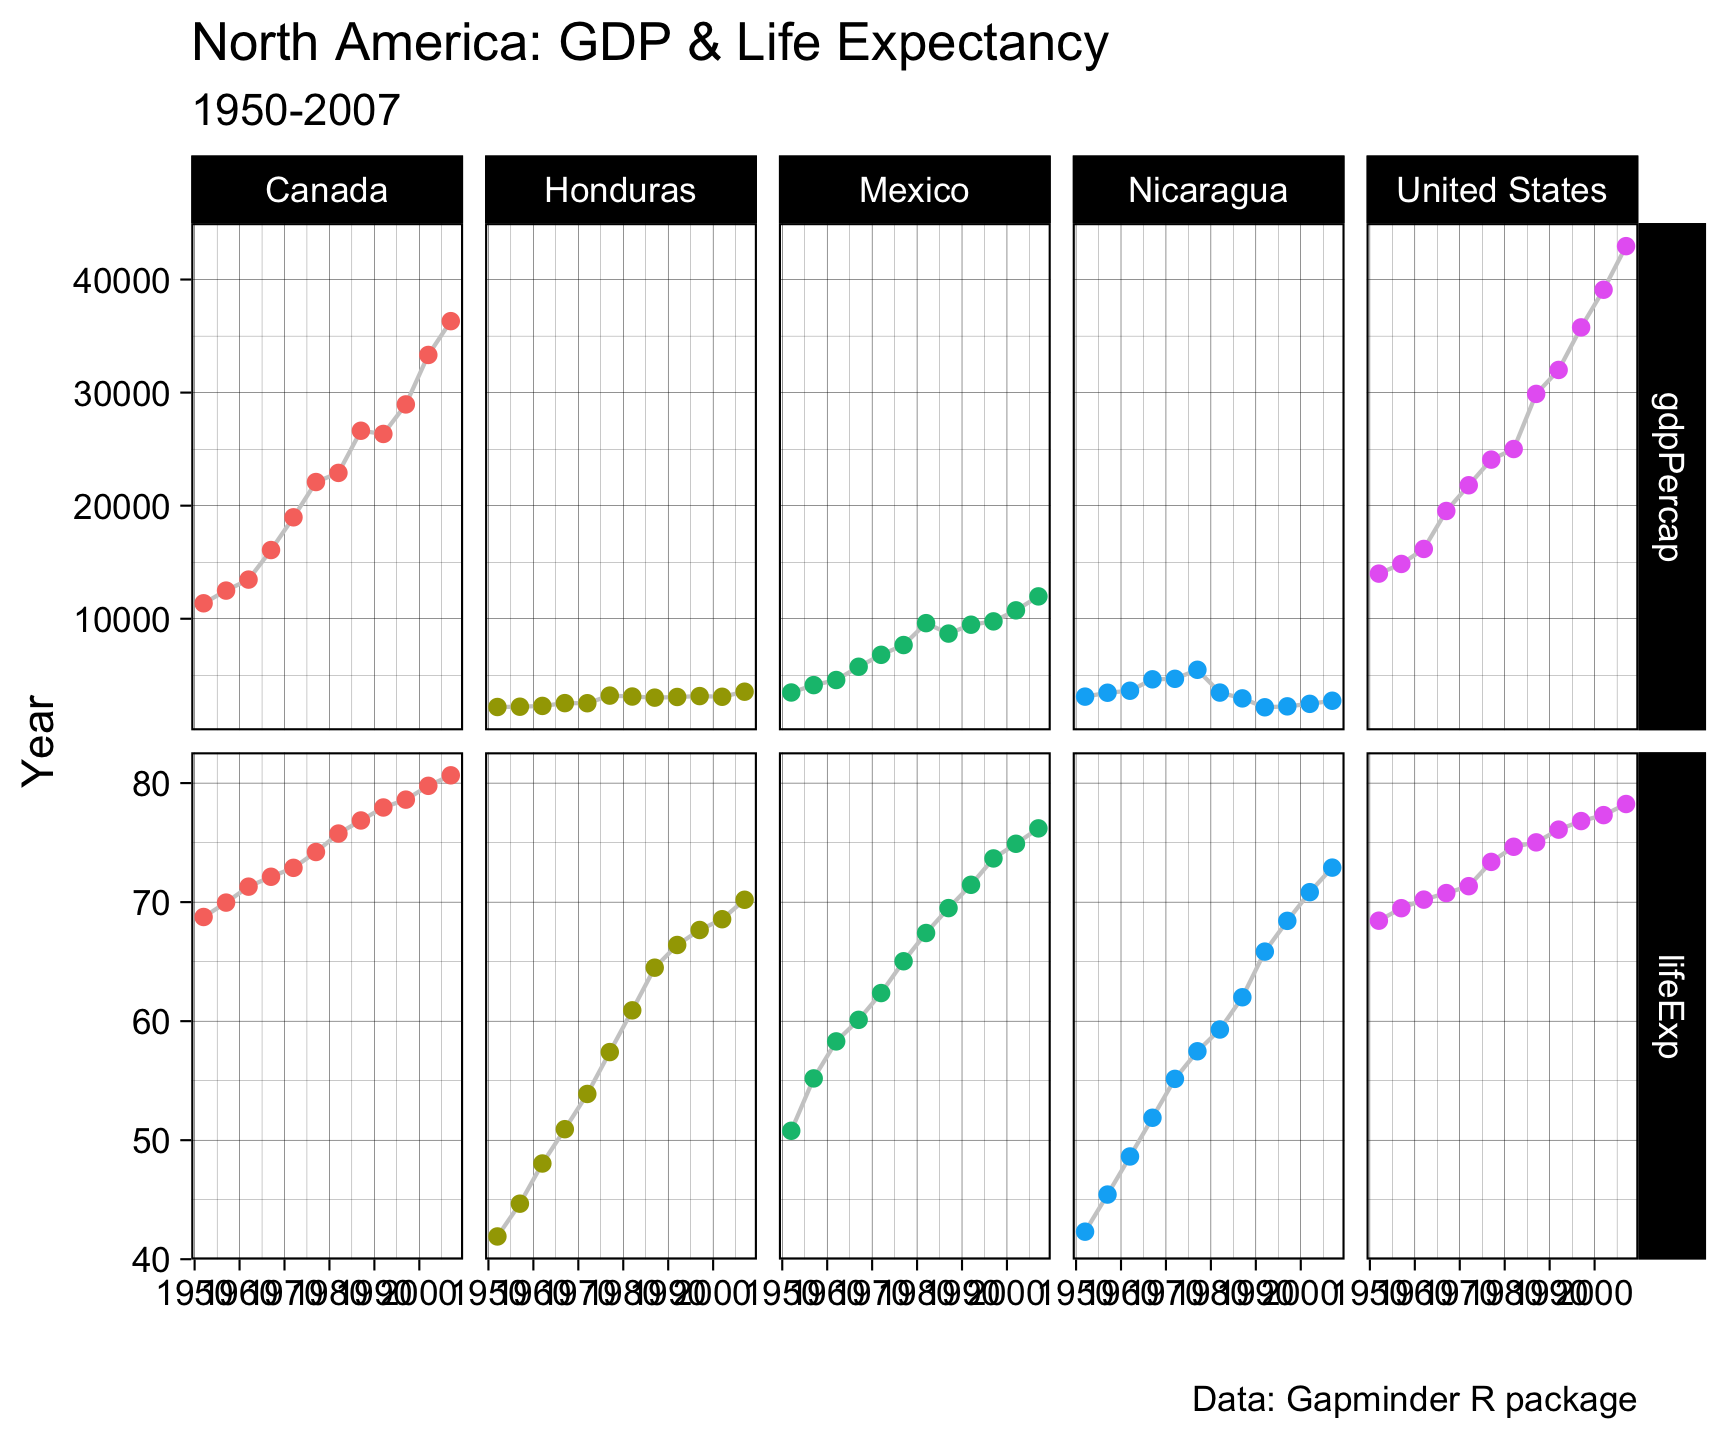 North America: GDP & Life Expectancy
1950-2007
Canada Honduras Mexico Nicaragua United States
40000
30000
20000
10000
gdpPercap
Year
80
70
60
50
40
lifeExp
1950 1960 1970 1980 1990 2000 1950 1960 1970 1980 1990 2000 1950 1960 1970 1980 1990 2000 1950 1960 1970 1980 1990 2000 1950 1960 1970 1980 1990 2000
Data: Gapminder R package